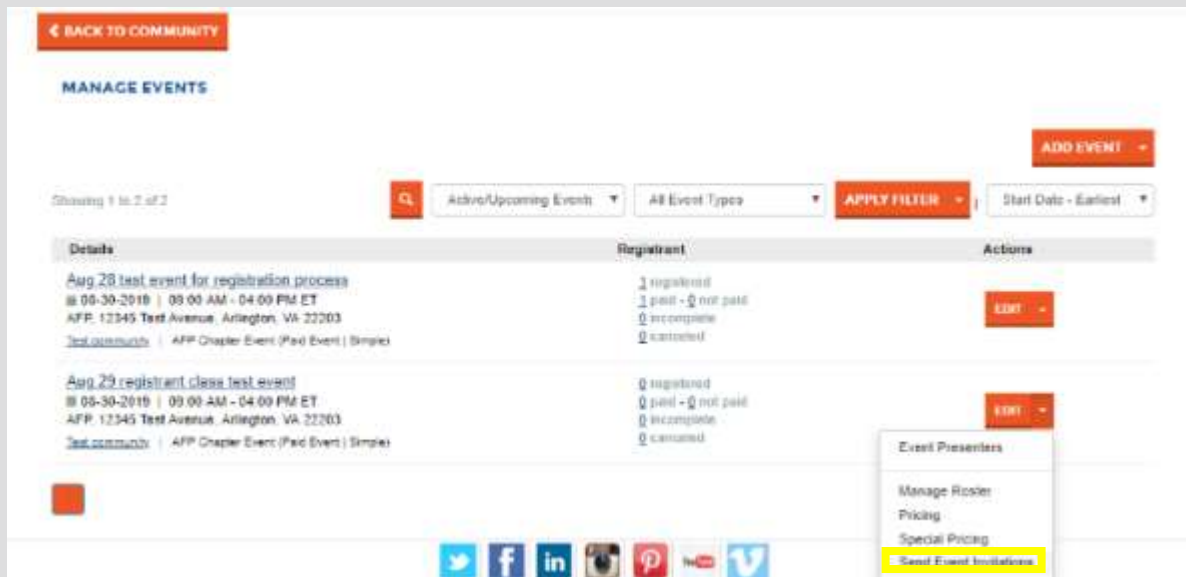 BACK TO COMMUNITY
MANAGE EVENTS
ADD EVENT
Showing 1 to 2 of 2
Active/Upcoming Events
All Event Types
APPLY FILTER
Start Date - Earliest
Details Registrant Actions
Aug 28 test event for registration process
08-30-2019 | 09:00 AM - 04:00 PM ET
AFP, 12345 Test Avenue, Arlington, VA 22203
Test community | AFP Chapter Event (Paid Event | Simple)
1 registered
1 paid - 0 not paid
0 incomplete
0 canceled
EDIT
Aug 29 registrant class test event
08-30-2019 | 09:00 AM - 04:00 PM ET
AFP, 12345 Test Avenue, Arlington, VA 22203
Test community | AFP Chapter Event (Paid Event | Simple)
0 registered
0 paid - 0 not paid
0 incomplete
0 canceled
EDIT
Event Presenters
Manage Roster
Pricing
Special Pricing
Send Event Invitations
You Tube